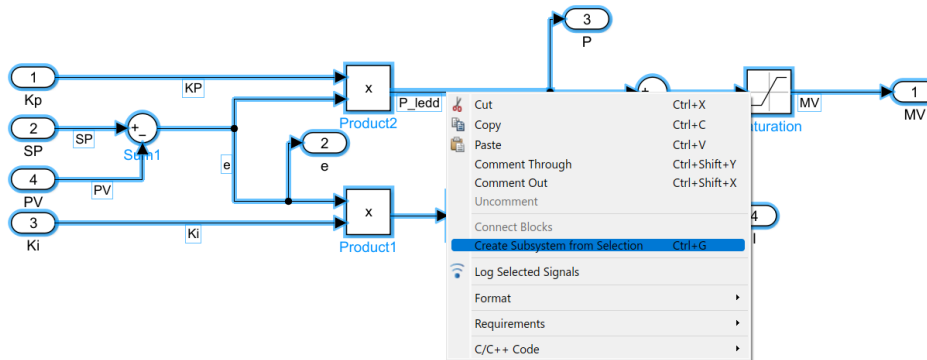 3
P
1
Kp
KP
x
P_ledd
Product2
MV
1
MV
2
SP
SP
Sum1
4
PV
PV
e
2
e
3
Ki
Ki
x
Product1
4
I
turation
Cut Ctrl+X
Copy Ctrl+C
Paste Ctrl+V
Comment Through Ctrl+Shift+Y
Comment Out Ctrl+Shift+X
Uncomment
Connect Blocks
Create Subsystem from Selection Ctrl+G
Log Selected Signals
Format
Requirements
C/C++ Code